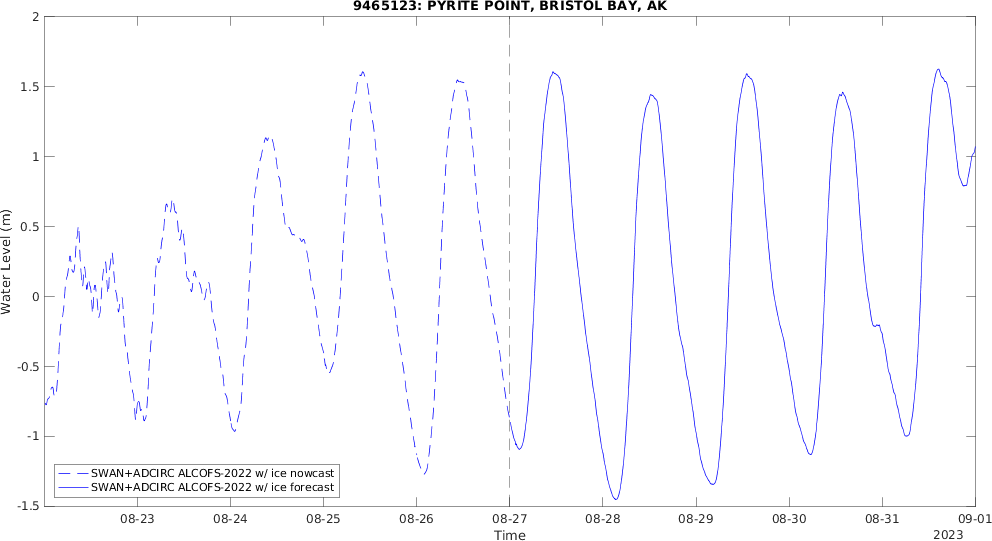 9465123: PYRITE POINT, BRISTOL BAY, AK
2
1.5
1
0.5
0
-0.5
-1
-1.5
Water Level (m)
SWAN+ADCIRC ALCOFS-2022 w/ ice nowcast
SWAN+ADCIRC ALCOFS-2022 w/ ice forecast
08-23 08-24 08-25 08-26 08-27 08-28 08-29 08-30 08-31 09-01
Time
2023